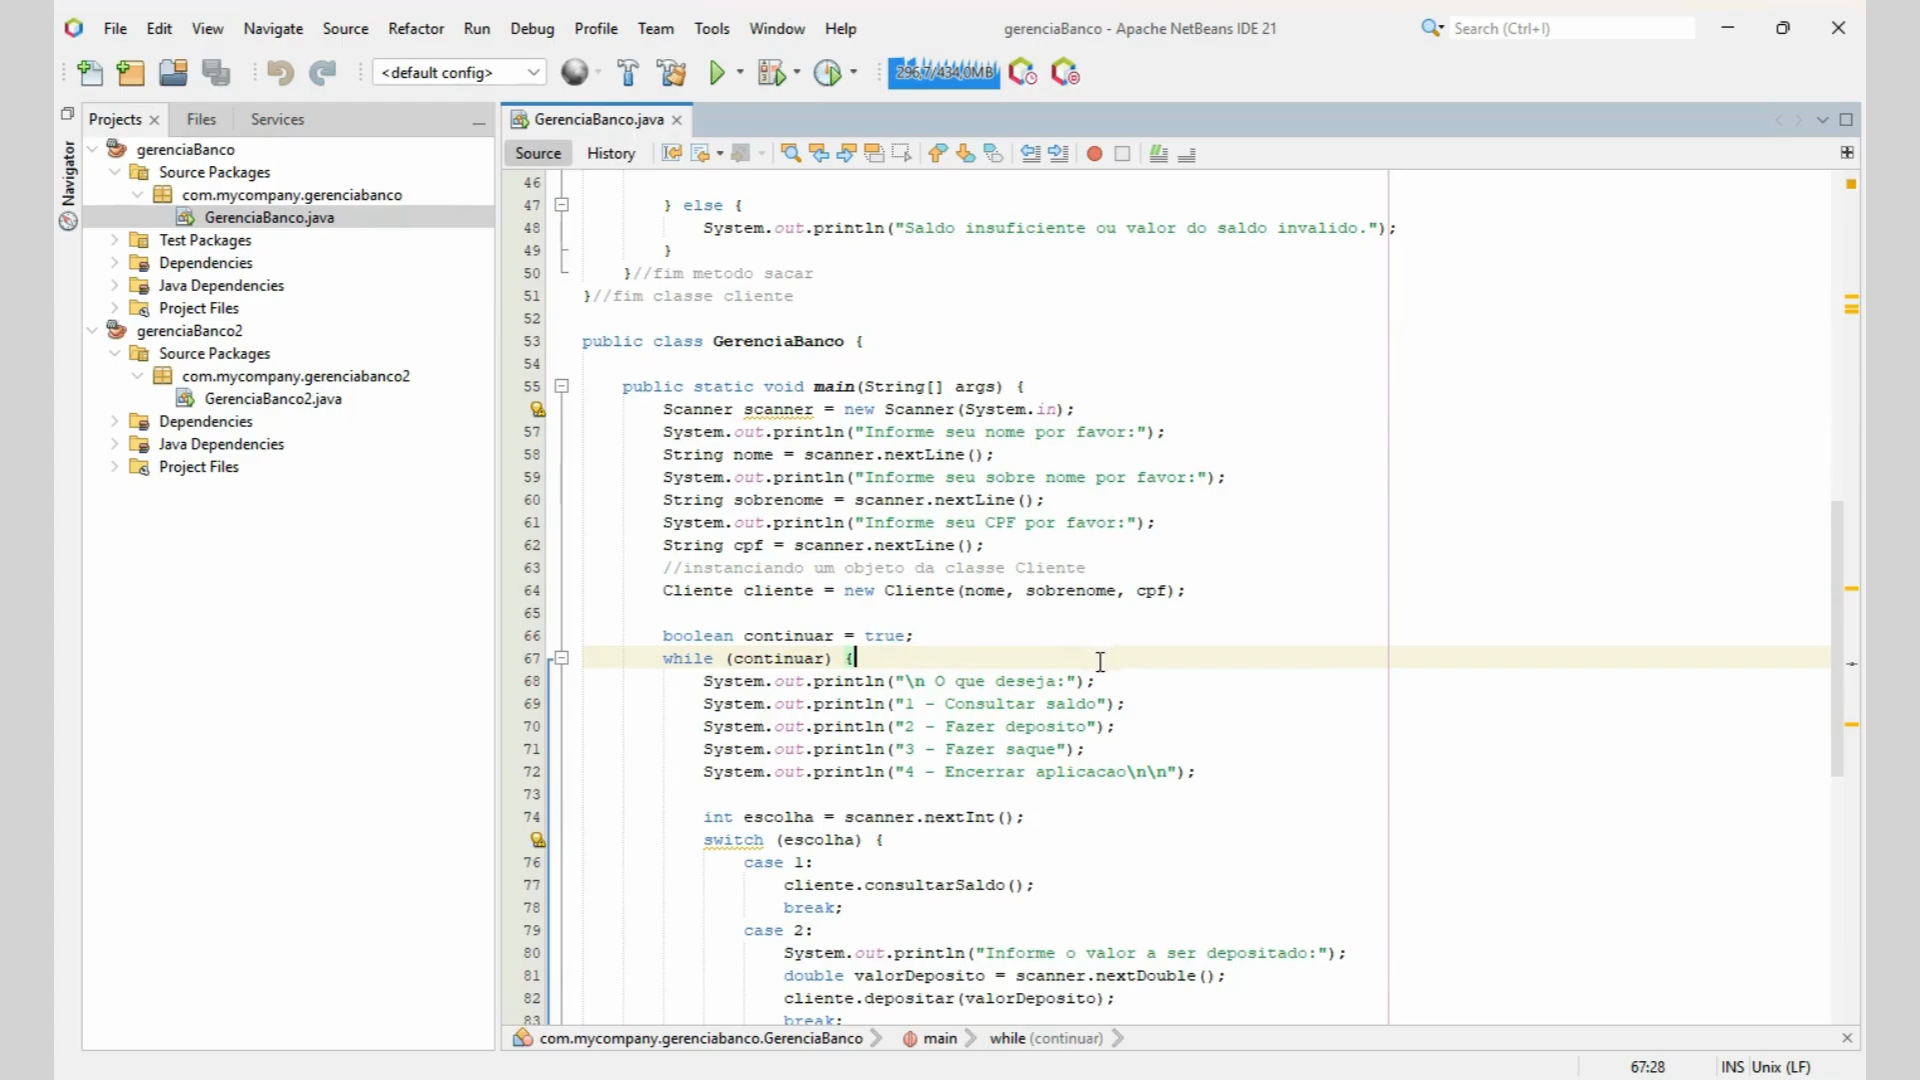 File Edit View Navigate Source Refactor Run Debug Profile Team Tools Window Help
gerenciaBanco - Apache NetBeans IDE 21
Search (Ctrl+I)
<default config>
296,7/434,0MB
Projects
Files
Services
Navigator
gerenciaBanco
Source Packages
com.mycompany.gerenciabanco
GerenciaBanco.java
Test Packages
Dependencies
Java Dependencies
Project Files
gerenciaBanco2
Source Packages
com.mycompany.gerenciabanco2
GerenciaBanco2.java
Dependencies
Java Dependencies
Project Files
GerenciaBanco.java
Source History
46
47 } else {
48 System.out.println("Saldo insuficiente ou valor do saldo invalido.");
49 }
50 }//fim metodo sacar
51 }//fim classe cliente
52
53 public class GerenciaBanco {
54
55 public static void main(String[] args) {
Scanner scanner = new Scanner(System.in);
57 System.out.println("Informe seu nome por favor:");
58 String nome = scanner.nextLine();
59 System.out.println("Informe seu sobre nome por favor:");
60 String sobrenome = scanner.nextLine();
61 System.out.println("Informe seu CPF por favor:");
62 String cpf = scanner.nextLine();
63 //instanciando um objeto da classe Cliente
64 Cliente cliente = new Cliente(nome, sobrenome, cpf);
65
66 boolean continuar = true;
67 while (continuar) {
68 System.out.println("\n O que deseja:");
69 System.out.println("1 - Consultar saldo");
70 System.out.println("2 - Fazer deposito");
71 System.out.println("3 - Fazer saque");
72 System.out.println("4 - Encerrar aplicacao\n\n");
73
74 int escolha = scanner.nextInt();
switch (escolha) {
76 case 1:
77 cliente.consultarSaldo();
78 break;
79 case 2:
80 System.out.println("Informe o valor a ser depositado:");
81 double valorDeposito = scanner.nextDouble();
82 cliente.depositar(valorDeposito);
83 break;
com.mycompany.gerenciabanco.GerenciaBanco main while (continuar)
67:28 INS Unix (LF)